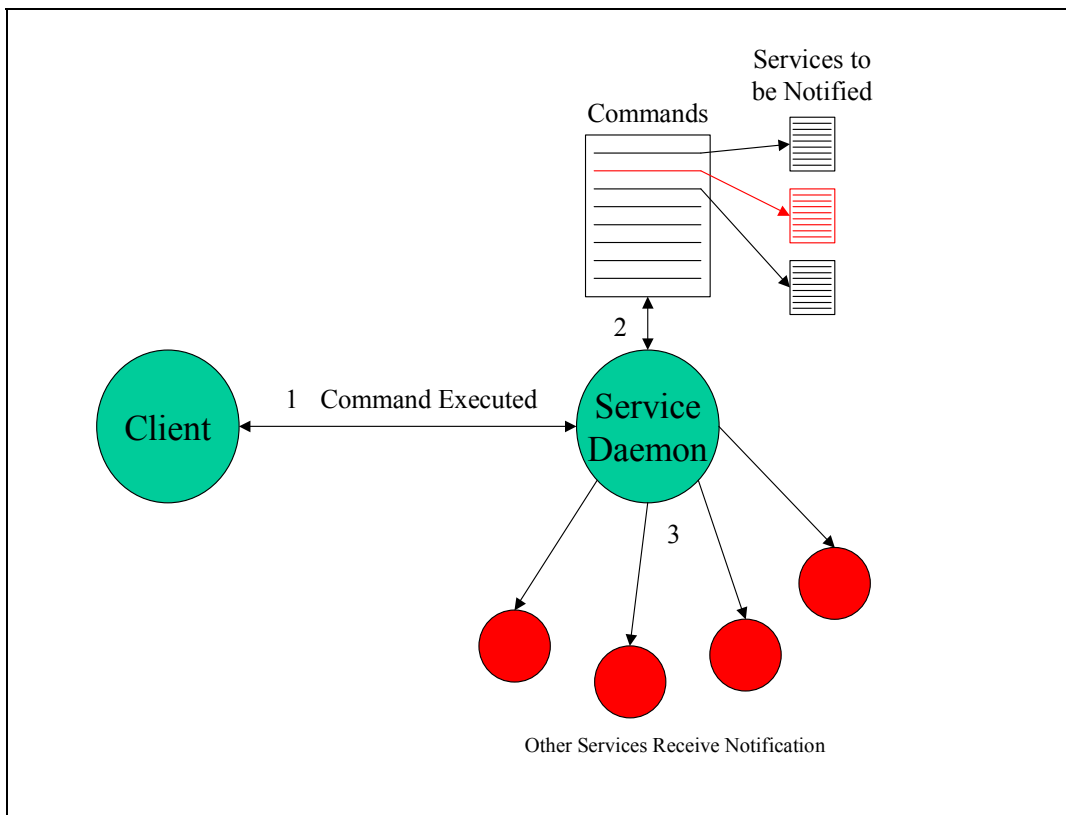 Services to
be Notified
Commands
2
1 Command Executed
Client
Service
Daemon
3
Other Services Receive Notification